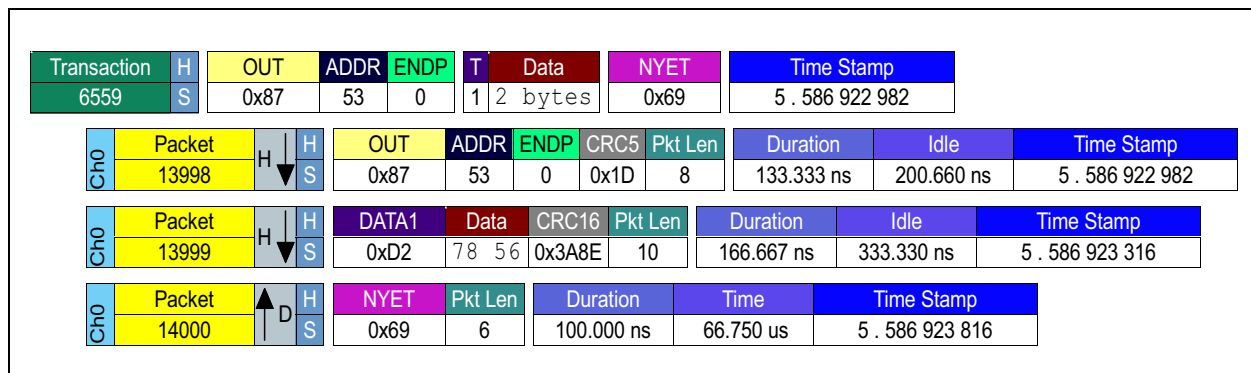 Transaction H OUT ADDR ENDP T Data NYET Time Stamp
6559 S 0x87 53 0 1 2 bytes 0x69 5 . 586 922 982
Ch0 Packet H H OUT ADDR ENDP CRC5 Pkt Len Duration Idle Time Stamp
13998 S 0x87 53 0 0x1D 8 133.333 ns 200.660 ns 5 . 586 922 982
Ch0 Packet H H DATA1 Data CRC16 Pkt Len Duration Idle Time Stamp
13999 S 0xD2 78 56 0x3A8E 10 166.667 ns 333.330 ns 5 . 586 923 316
Ch0 Packet D H NYET Pkt Len Duration Time Time Stamp
14000 S 0x69 6 100.000 ns 66.750 us 5 . 586 923 816